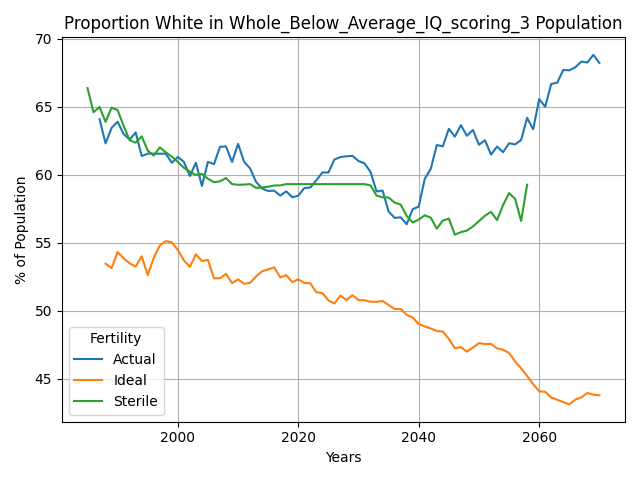 Proportion White in Whole_Below_Average_IQ_scoring_3 Population
% of Population
70
65
60
55
50
45
Fertility
Actual
Ideal
Sterile
2000
2020
2040
2060
Years